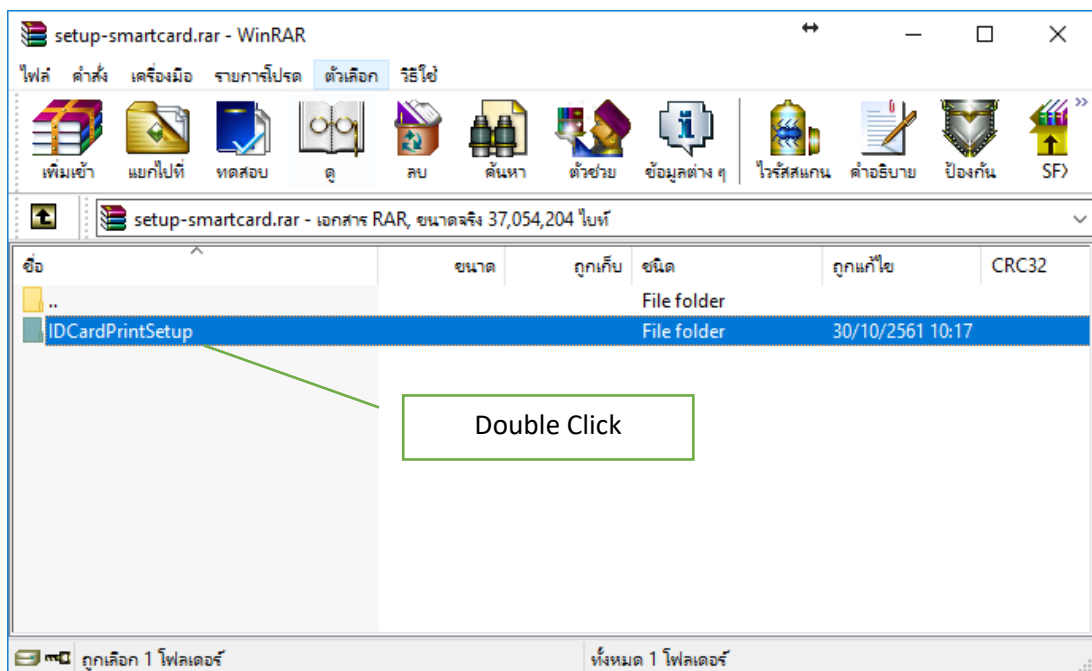 setup-smartcard.rar - WinRAR
ไฟล์ คำสั่ง เครื่องมือ รายการโปรด ตัวเลือก วิธีใช้
เพิ่มเข้า แยกไปที่ ทดสอบ ดู ลบ ค้นหา ตัวช่วย ข้อมูลต่าง ๆ ไวรัสสแกน คำอธิบาย ป้องกัน SFX
setup-smartcard.rar - เอกสาร RAR, ขนาดจริง 37,054,204 ไบท์
ชื่อ ขนาด ถูกเก็บ ชนิด ถูกแก้ไข CRC32
.. File folder
IDCardPrintSetup File folder 30/10/2561 10:17
Double Click
ถูกเลือก 1 โฟลเดอร์ ทั้งหมด 1 โฟลเดอร์